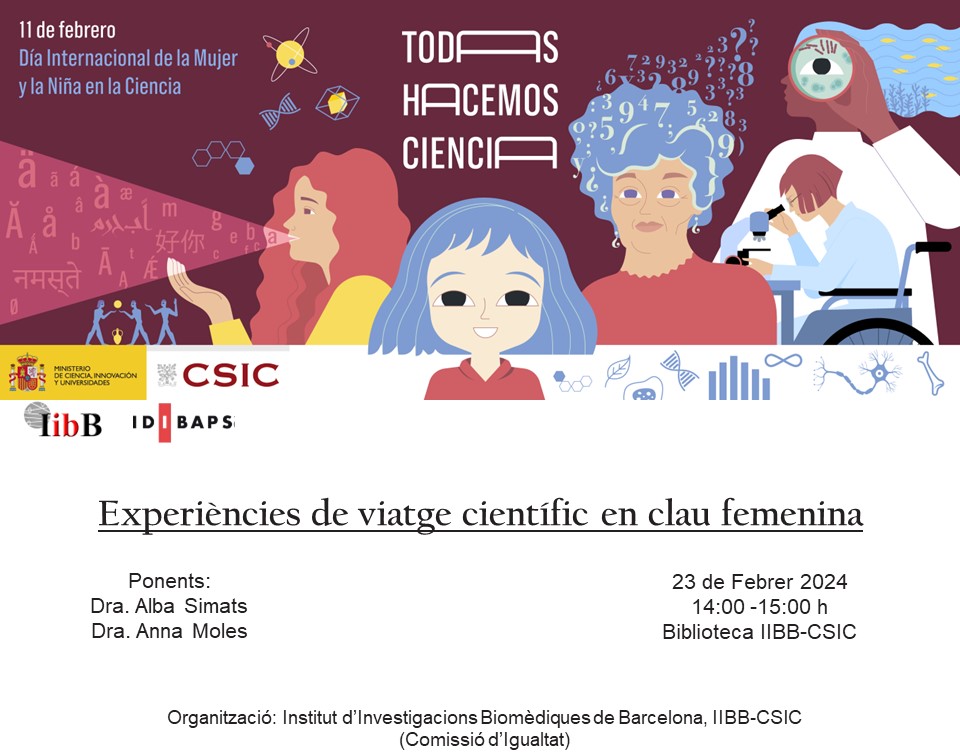 11 de febrero
Día Internacional de la Mujer
y la Niña en la Ciencia
TODAS
HACEMOS
CIENCIA
MINISTERIO
DE CIENCIA, INNOVACIÓN
Y UNIVERSIDADES
CSIC
IibB
IDIBAPS
Experiències de viatge científic en clau femenina
Ponents:
Dra. Alba Simats
Dra. Anna Moles
23 de Febrer 2024
14:00 -15:00 h
Biblioteca IIBB-CSIC
Organització: Institut d’Investigacions Biomèdiques de Barcelona, IIBB-CSIC
(Comissió d’Igualtat)